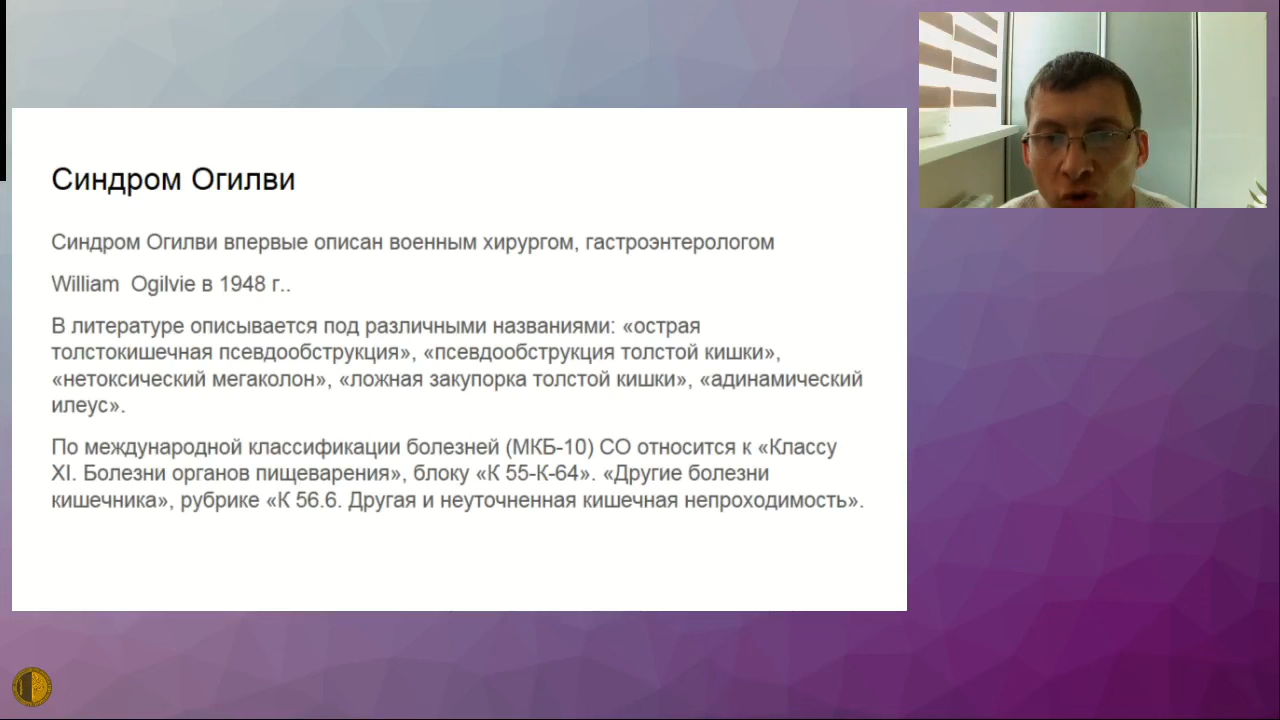 Синдром Огилви
Синдром Огилви впервые описан военным хирургом, гастроэнтерологом
William  Ogilvie в 1948 г..
В литературе описывается под различными названиями: «острая
толстокишечная псевдообструкция», «псевдообструкция толстой кишки»,
«нетоксический мегаколон», «ложная закупорка толстой кишки», «адинамический
илеус».
По международной классификации болезней (МКБ-10) СО относится к «Классу
XI. Болезни органов пищеварения», блоку «К 55-К-64». «Другие болезни
кишечника», рубрике «К 56.6. Другая и неуточненная кишечная непроходимость».